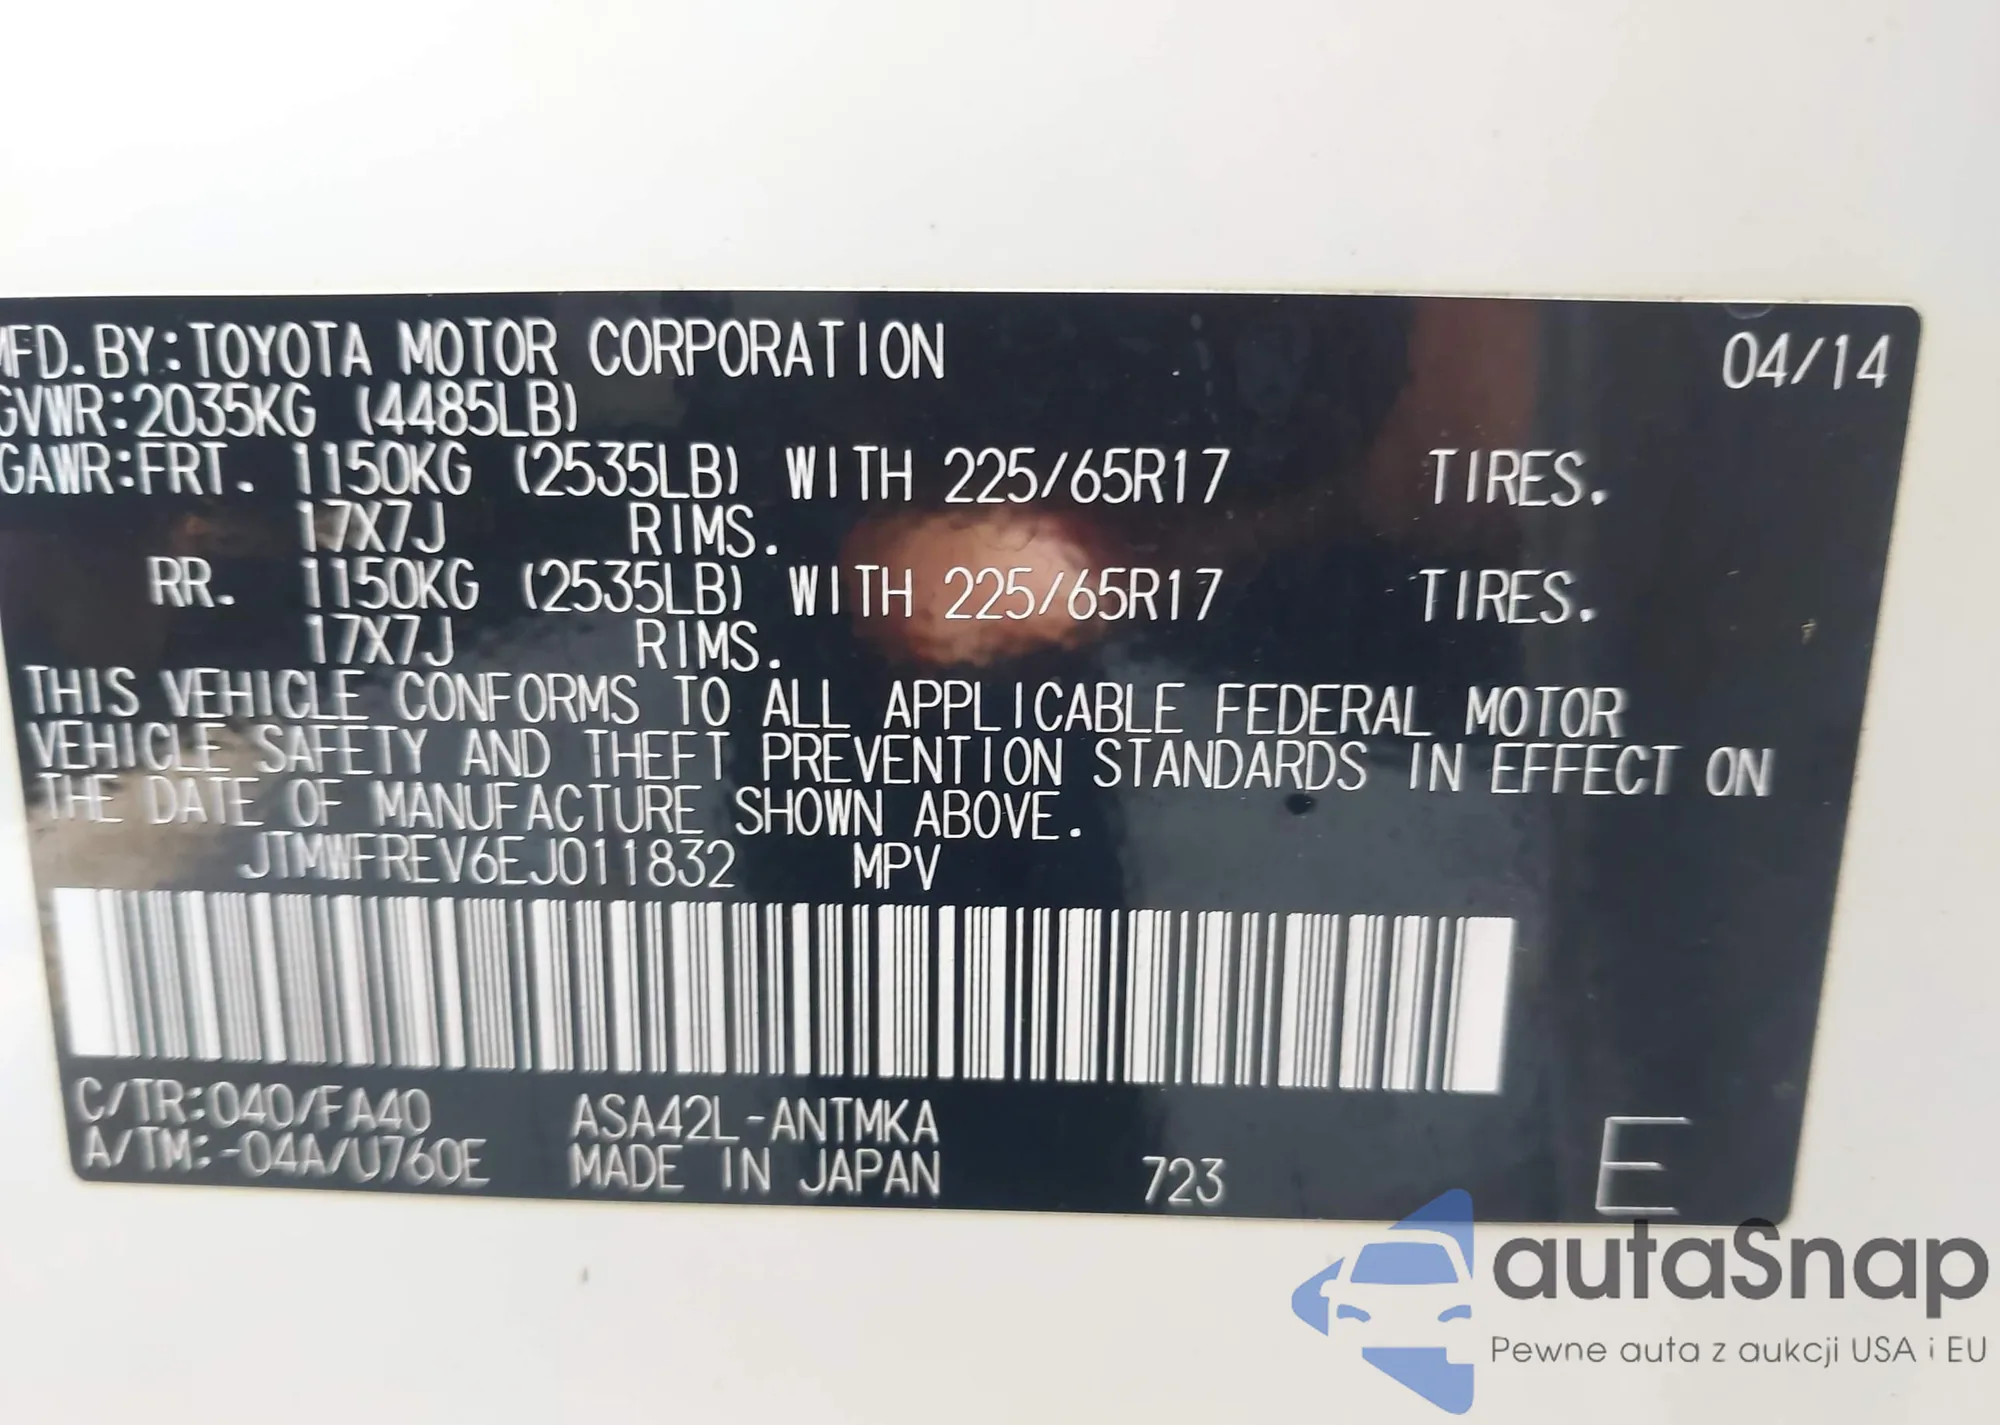 MFD.BY:TOYOTA MOTOR CORPORATION 04/14
GVWR:2035KG (4485LB)
GAWR:FRT. 1150KG (2535LB) WITH 225/65R17 TIRES.
17X7J RIMS.
RR. 1150KG (2535LB) WITH 225/65R17 TIRES.
17X7J RIMS.
THIS VEHICLE CONFORMS TO ALL APPLICABLE FEDERAL MOTOR
VEHICLE SAFETY AND THEFT PREVENTION STANDARDS IN EFFECT ON
THE DATE OF MANUFACTURE SHOWN ABOVE.
JTMWFREV6EJ011832 MPV
C/TR:040/FA40 ASA42L-ANTMKA
A/TM:-04A/U760E MADE IN JAPAN 723 E
autaSnap
Pewne auta z aukcji USA i EU